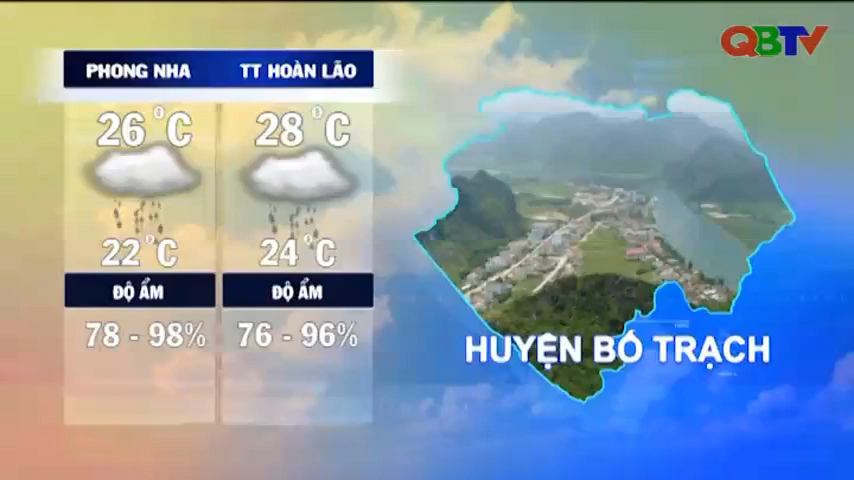 QBTV
PHONG NHA
TT HOÀN LÃO
26°C
28°C
22°C
24°C
ĐỘ ẨM
ĐỘ ẨM
78 - 98%
76 - 96%
HUYỆN BỐ TRẠCH